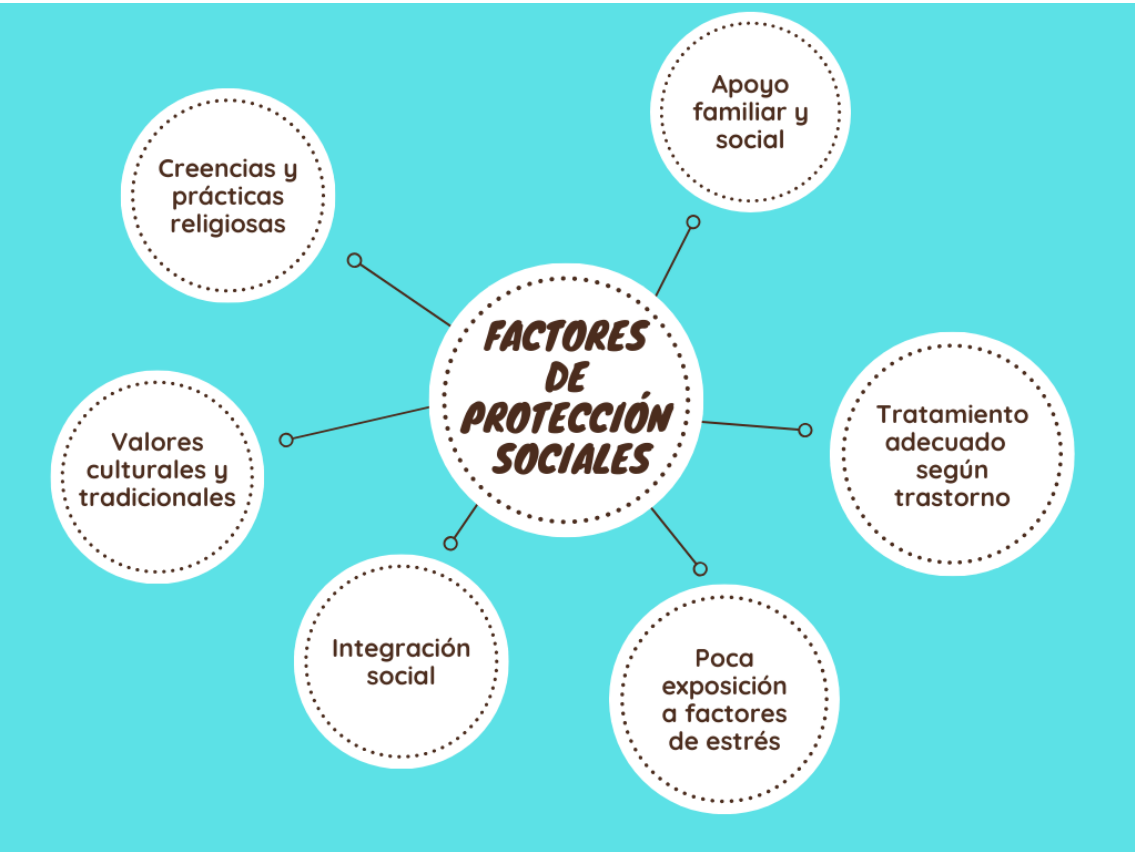 Apoyo
familiar y
social
Creencias y
prácticas
religiosas
FACTORES
DE
PROTECCIÓN
SOCIALES
Tratamiento
adecuado
según
trastorno
Valores
culturales y
tradicionales
Integración
social
Poca
exposición
a factores
de estrés